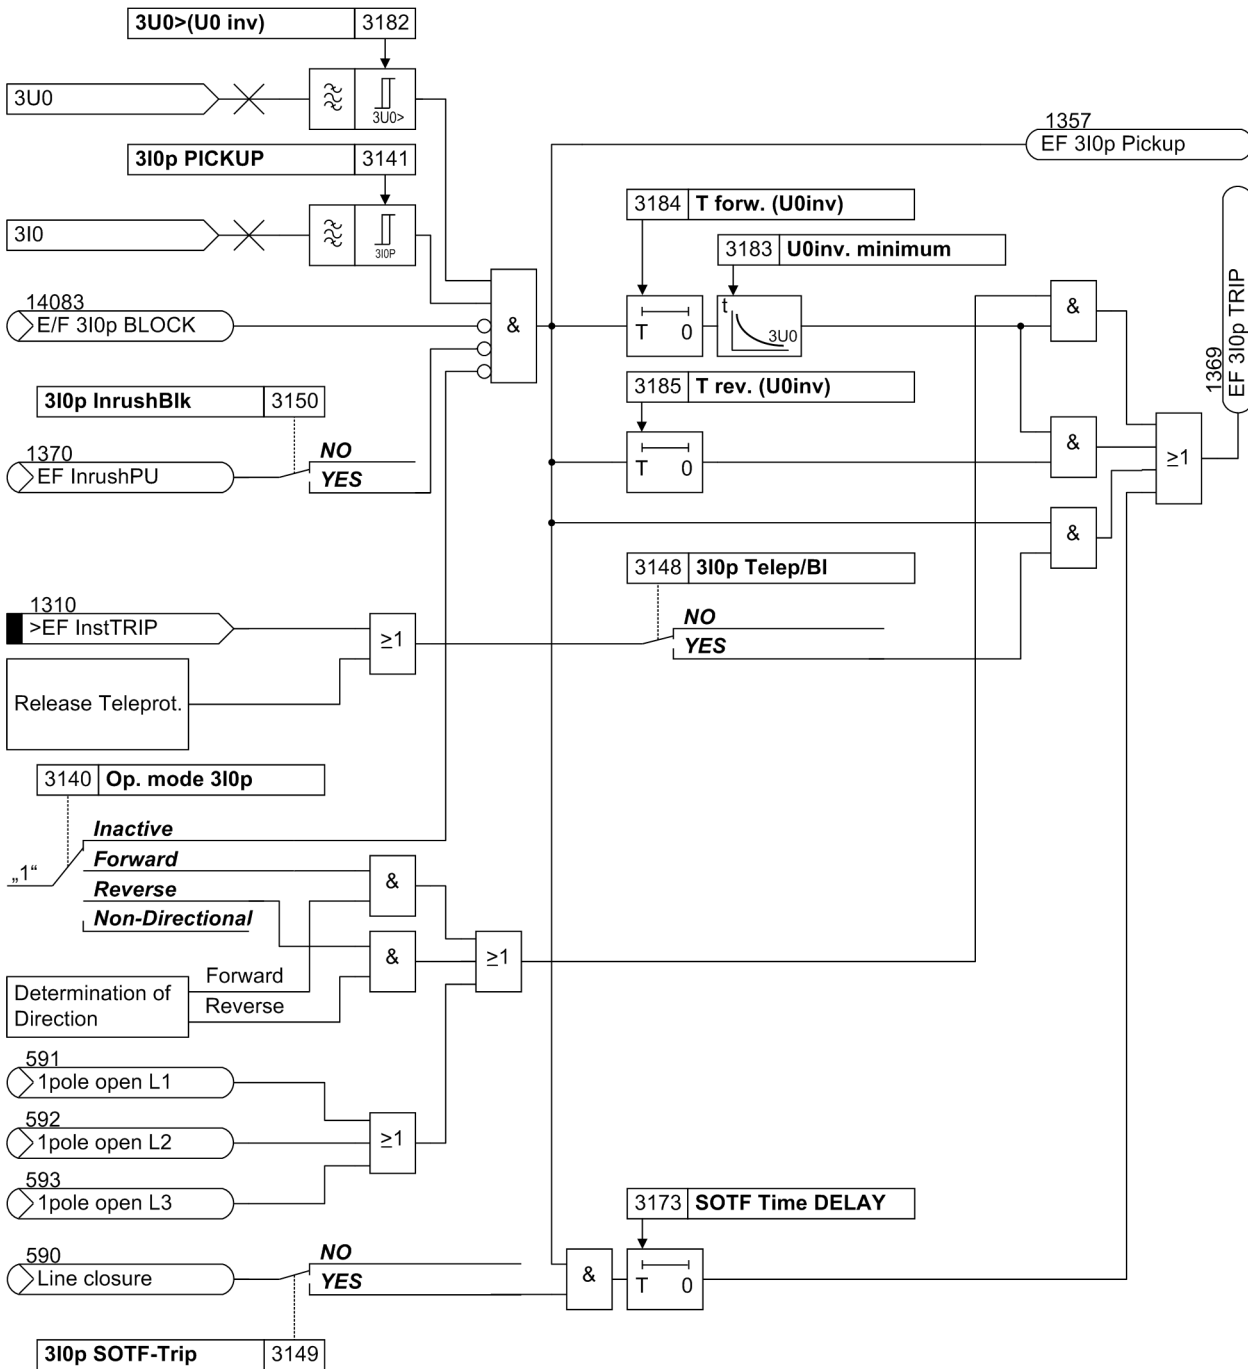 3U0>(U0 inv) 3182
3U0
3U0>
1357
EF 3I0p Pickup
3I0p PICKUP 3141
3184 T forw. (U0inv)
3I0
3I0P
3183 U0inv. minimum
1369
EF 3I0p TRIP
14083
E/F 3I0p BLOCK
&
T 0
t
3U0
&
3I0p InrushBlk 3150
3185 T rev. (U0inv)
1370
EF InrushPU
NO
YES
T 0
&
≥1
&
3148 3I0p Telep/BI
1310
>EF InstTRIP
≥1
NO
YES
Release Teleprot.
3140 Op. mode 3I0p
„1“
Inactive
Forward
Reverse
Non-Directional
&
&
≥1
Determination of
Direction
Forward
Reverse
591
1pole open L1
592
1pole open L2
593
1pole open L3
≥1
3173 SOTF Time DELAY
590
Line closure
NO
YES
&
T 0
3I0p SOTF-Trip 3149